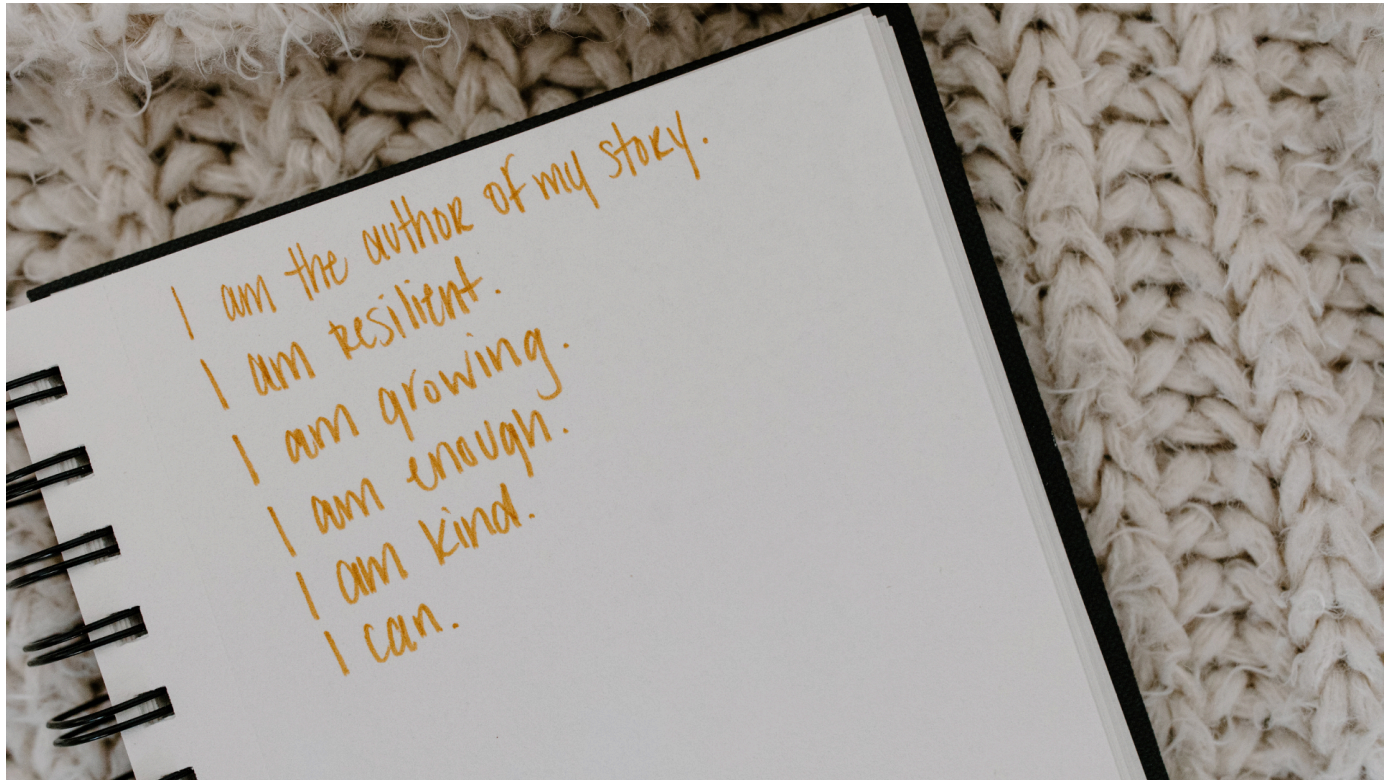 I am the author of my story.
I am resilient.
I am growing.
I am enough.
I am kind.
I can.